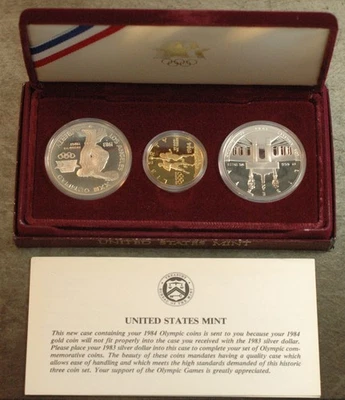 UNITED STATES MINT
UNITED STATES MINT
This new case containing your 1984 Olympic coins is sent to you because your 1984
gold coin will not fit properly into the case you received with the 1983 silver dollar.
Please place your 1983 silver dollar into this case to complete your set of Olympic com-
memorative coins. The beauty of these coins mandates having a quality case which
allows ease of handling and which meets the high standards demanded of this historic
three coin set. Your support of the Olympic Games is greatly appreciated.